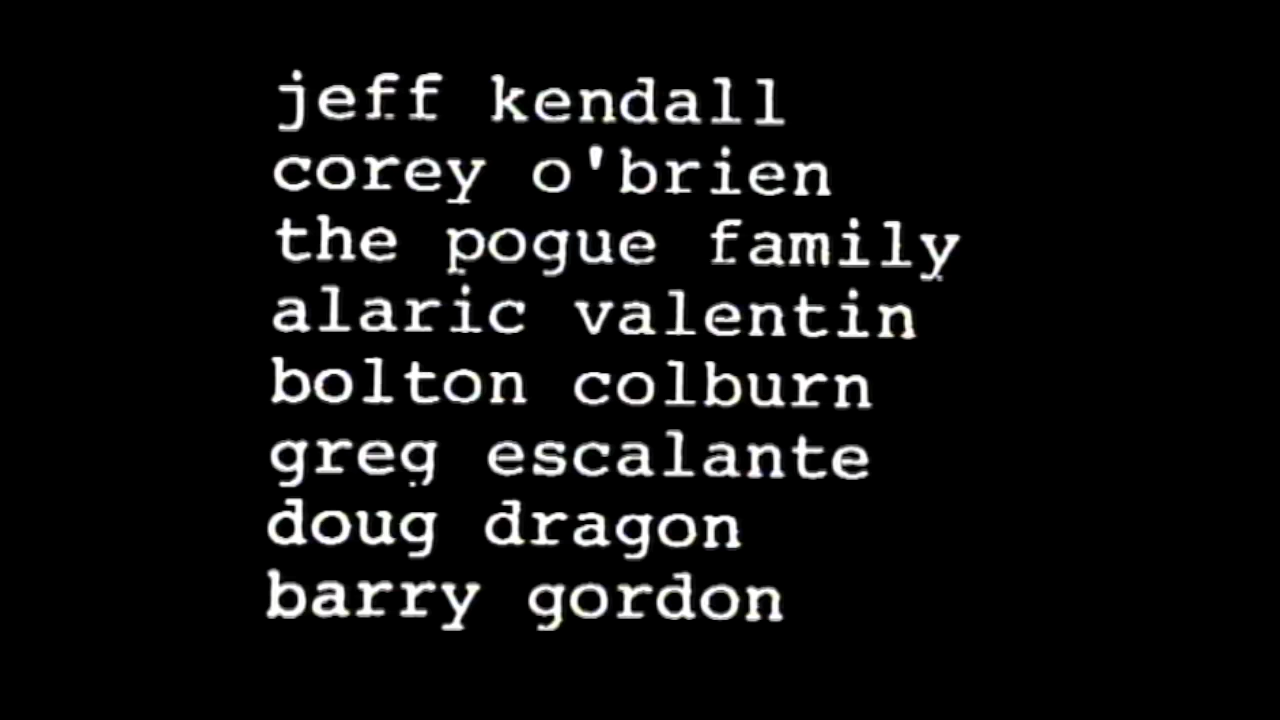 jeff kendall
corey o'brien
the pogue family
alaric valentin
bolton colburn
greg escalante
doug dragon
barry gordon